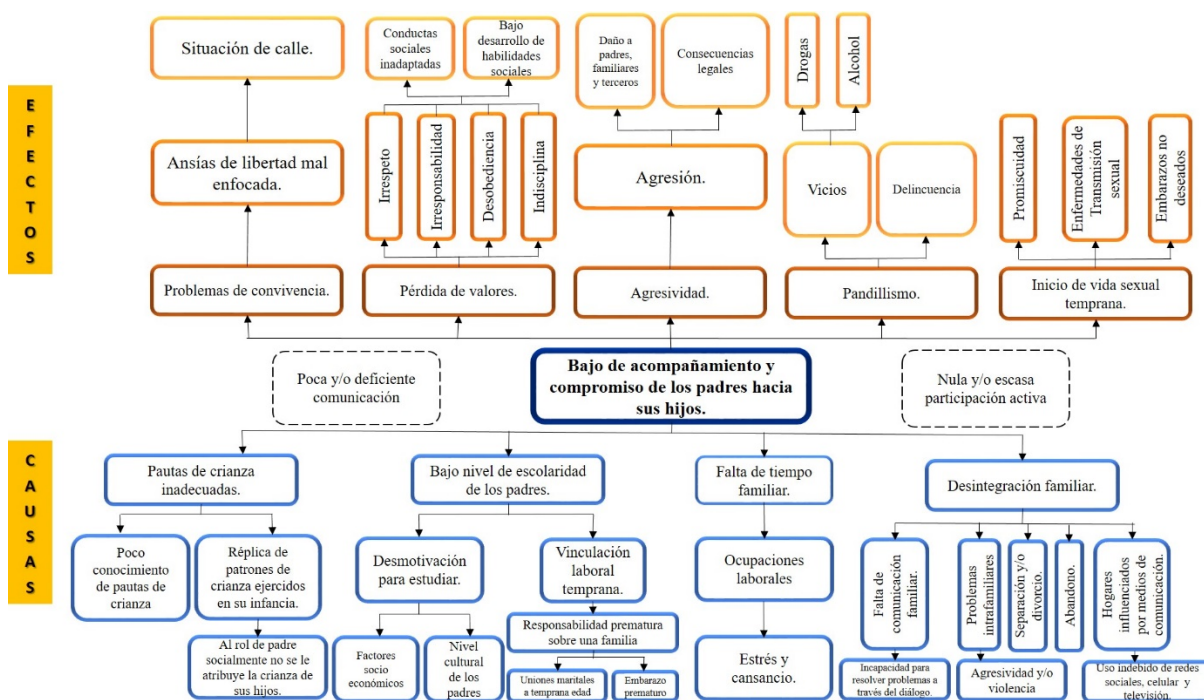 EFECTOS
Situación de calle.
Conductas
sociales
inadaptadas
Bajo
desarrollo de
habilidades
sociales
Daño a
padres,
familiares
y terceros
Consecuencias
legales
Drogas
Alcohol
Ansías de libertad mal
enfocada.
Irrespeto
Irresponsabilidad
Desobediencia
Indisciplina
Agresión.
Vicios
Delincuencia
Promiscuidad
Enfermedades de
Transmisión
sexual
Embarazos no
deseados
Problemas de convivencia.
Pérdida de valores.
Agresividad.
Pandillismo.
Inicio de vida sexual
temprana.
Poca y/o deficiente
comunicación
Bajo de acompañamiento y
compromiso de los padres hacia
sus hijos.
Nula y/o escasa
participación activa
CAUSAS
Pautas de crianza
inadecuadas.
Bajo nivel de escolaridad
de los padres.
Falta de tiempo
familiar.
Desintegración familiar.
Poco
conocimiento
de pautas de
crianza
Réplica de
patrones de
crianza ejercidos
en su infancia.
Desmotivación
para estudiar.
Vinculación
laboral
temprana.
Ocupaciones
laborales
Falta de
comunicación
familiar.
Problemas
intrafamiliares
Separación y/o
divorcio.
Abandono.
Hogares
influenciados
por medios de
comunicación.
Al rol de padre
socialmente no se le
atribuye la crianza de
sus hijos.
Factores
socio
económicos
Nivel
cultural de
los padres
Responsabilidad prematura
sobre una familia
Uniones maritales
a temprana edad
Embarazo
prematuro
Estrés y
cansancio.
Incapacidad para
resolver problemas a
través del diálogo.
Agresividad y/o
violencia
Uso indebido de redes
sociales, celular y
televisión.